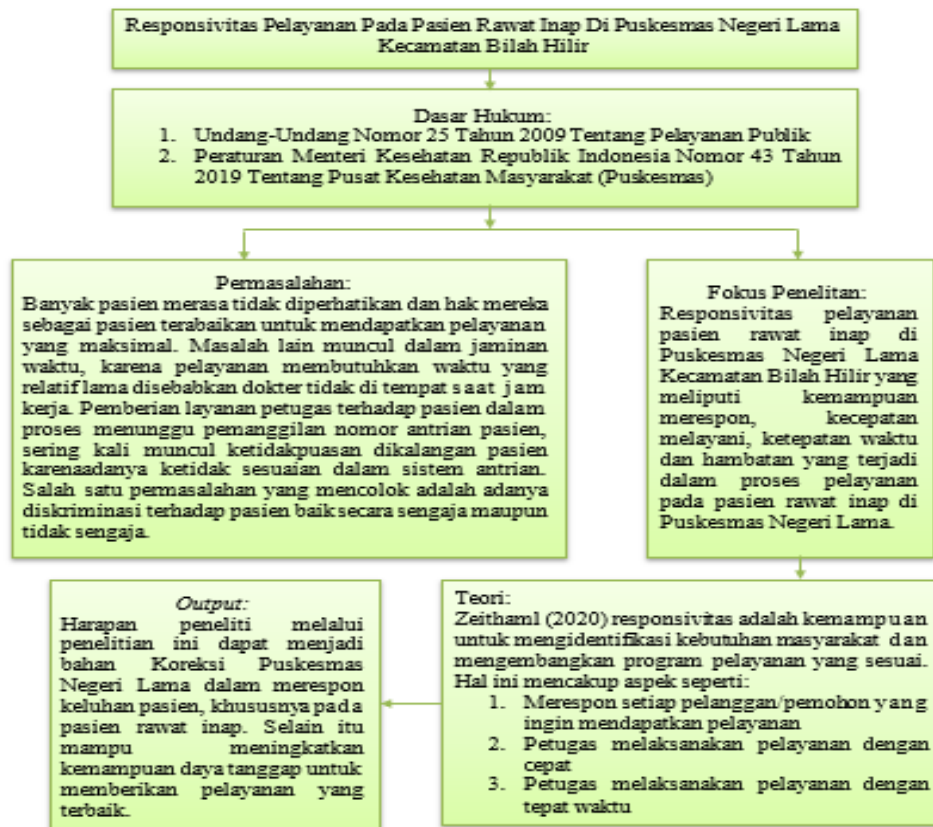 Responsivitas Pelayanan Pada Pasien Rawat Inap Di Puskesmas Negeri Lama
Kecamatan Bilah Hilir
Dasar Hukum:
1. Undang-Undang Nomor 25 Tahun 2009 Tentang Pelayanan Publik
2. Peraturan Menteri Kesehatan Republik Indonesia Nomor 43 Tahun
2019 Tentang Pusat Kesehatan Masyarakat (Puskesmas)
Permasalahan:
Banyak pasien merasa tidak diperhatikan dan hak mereka
sebagai pasien terabaikan untuk mendapatkan pelayanan
yang maksimal. Masalah lain muncul dalam jaminan
waktu, karena pelayanan membutuhkan waktu yang
relatif lama disebabkan dokter tidak di tempat saat jam
kerja. Pemberian layanan petugas terhadap pasien dalam
proses menunggu pemanggilan nomor antrian pasien,
sering kali muncul ketidakpuasan dikalangan pasien
karenaadanya ketidak sesuaian dalam sistem antrian.
Salah satu permasalahan yang mencolok adalah adanya
diskriminasi terhadap pasien baik secara sengaja maupun
tidak sengaja.
Fokus Penelitan:
Responsivitas pelayanan
pasien rawat inap di
Puskesmas Negeri Lama
Kecamatan Bilah Hilir yang
meliputi kemampuan
merespon, kecepatan
melayani, ketepatan waktu
dan hambatan yang terjadi
dalam proses pelayanan
pada pasien rawat inap di
Puskesmas Negeri Lama.
Teori:
Zeithaml (2020) responsivitas adalah kemampuan
untuk mengidentifikasi kebutuhan masyarakat dan
mengembangkan program pelayanan yang sesuai.
Hal ini mencakup aspek seperti:
1. Merespon setiap pelanggan/pemohon yang
ingin mendapatkan pelayanan
2. Petugas melaksanakan pelayanan dengan
cepat
3. Petugas melaksanakan pelayanan dengan
tepat waktu
Output:
Harapan peneliti melalui
penelitian ini dapat menjadi
bahan Koreksi Puskesmas
Negeri Lama dalam merespon
keluhan pasien, khususnya pada
pasien rawat inap. Selain itu
mampu meningkatkan
kemampuan daya tanggap untuk
memberikan pelayanan yang
terbaik.